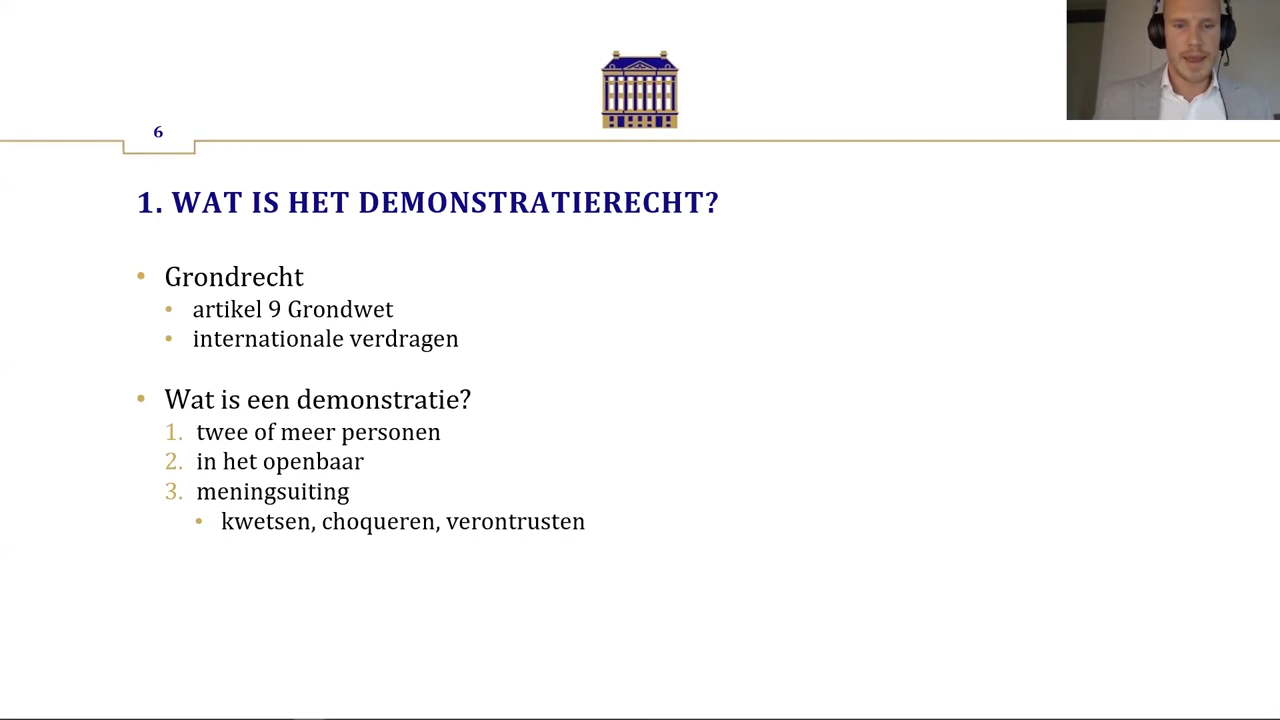 6
1. WAT IS HET DEMONSTRATIERECHT?
• Grondrecht
• artikel 9 Grondwet
• internationale verdragen
• Wat is een demonstratie?
1. twee of meer personen
2. in het openbaar
3. meningsuiting
• kwetsen, choqueren, verontrusten